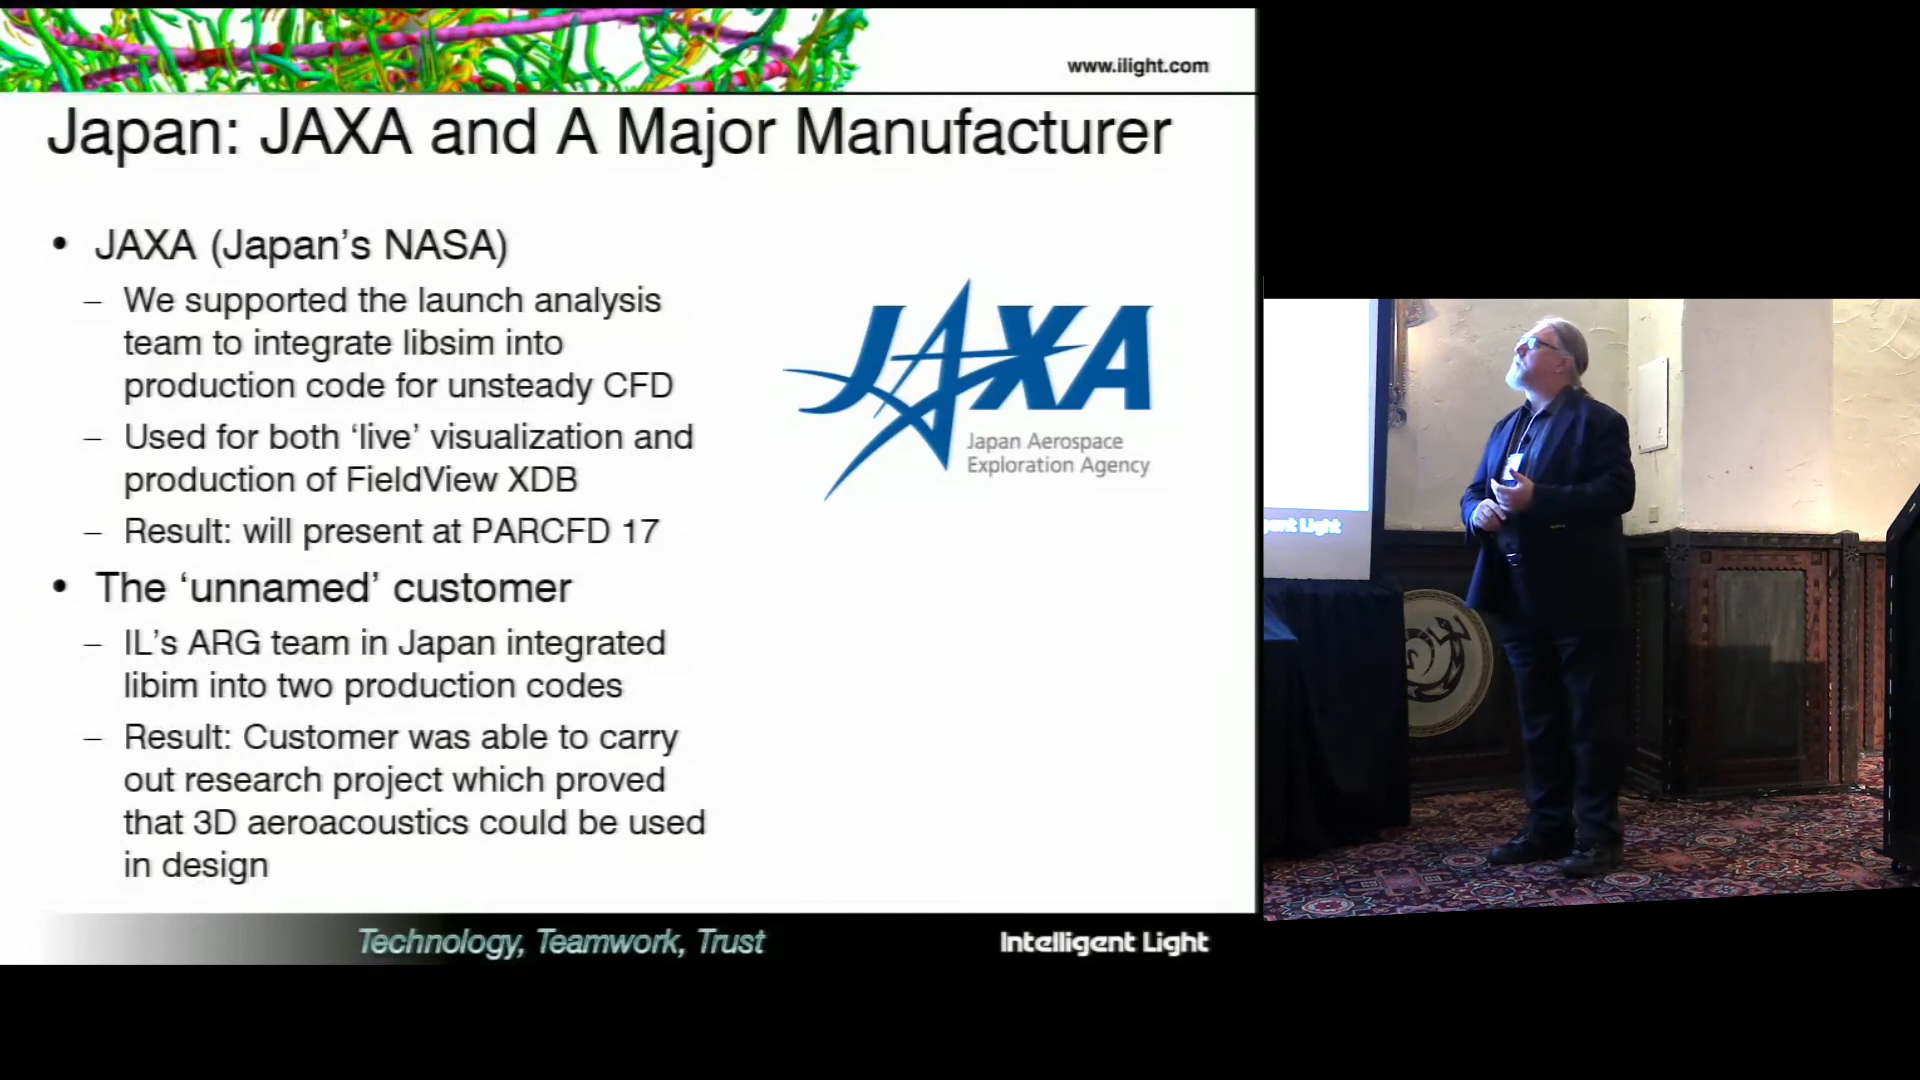 www.ilight.com
Japan: JAXA and A Major Manufacturer
• JAXA (Japan's NASA)
– We supported the launch analysis
team to integrate libsim into
production code for unsteady CFD
– Used for both ‘live’ visualization and
production of FieldView XDB
– Result: will present at PARCFD 17
• The ‘unnamed’ customer
– IL’s ARG team in Japan integrated
libim into two production codes
– Result: Customer was able to carry
out research project which proved
that 3D aeroacoustics could be used
in design
JAXA
Japan Aerospace
Exploration Agency
Technology, Teamwork, Trust
Intelligent Light
Light